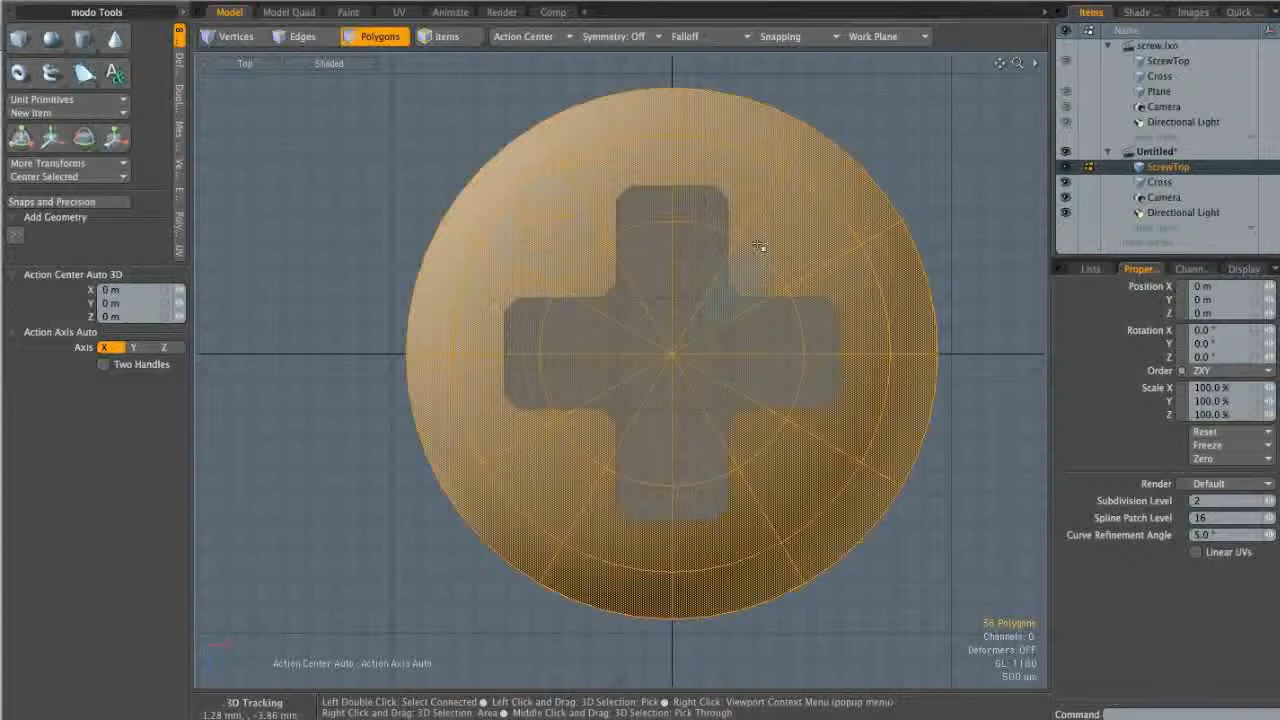 modo Tools
Model
Model Quad
Paint
UV
Animate
Render
Comp
Items
Shade ...
Images
Quick ...
Vertices
Edges
Polygons
Items
Action Center
Symmetry: Off
Falloff
Snapping
Work Plane
Name
Top
Shaded
Unit Primitives
New Item
More Transforms
Center Selected
Snaps and Precision
Add Geometry
Action Center Auto 3D
X 0 m
Y 0 m
Z 0 m
Action Axis Auto
Axis X Y Z
Two Handles
screw.lxo
ScrewTop
Cross
Plane
Camera
Directional Light
Untitled*
ScrewTop
Cross
Camera
Directional Light
Lists
Proper...
Chann...
Display
Position X 0 m
Y 0 m
Z 0 m
Rotation X 0.0 °
Y 0.0 °
Z 0.0 °
Order ZXY
Scale X 100.0 %
Y 100.0 %
Z 100.0 %
Reset
Freeze
Zero
Render Default
Subdivision Level 2
Spline Patch Level 16
Curve Refinement Angle 5.0 °
Linear UVs
56 Polygons
Channels: 0
Deformers: OFF
GL: 1180
500 um
Action Center Auto : Action Axis Auto
3D Tracking
1.28 mm, -3.86 mm
Left Double Click: Select Connected ● Left Click and Drag: 3D Selection: Pick ● Right Click: Viewport Context Menu (popup menu)
Right Click and Drag: 3D Selection: Area ● Middle Click and Drag: 3D Selection: Pick Through
Command